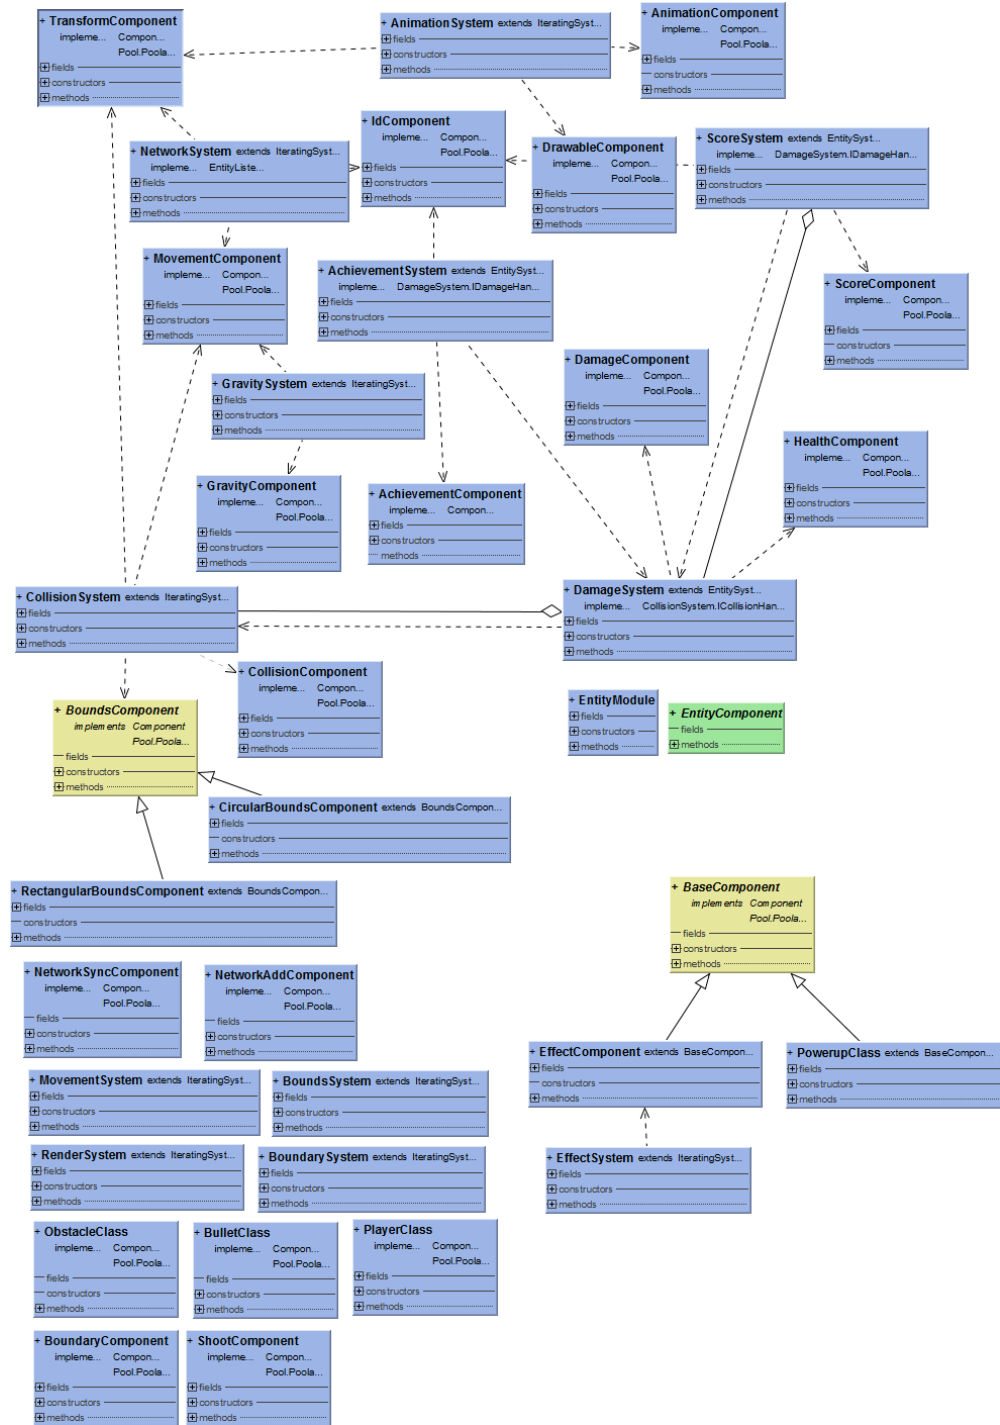 + TransformComponent
impleme... Compon...
Pool.Poola...
fields
constructors
methods
+ AnimationSystem extends IteratingSyst...
fields
constructors
methods
+ AnimationComponent
impleme... Compon...
Pool.Poola...
fields
constructors
methods
+ NetworkSystem extends IteratingSyst...
impleme... EntityListe...
fields
constructors
methods
+ IdComponent
impleme... Compon...
Pool.Poola...
fields
constructors
methods
+ DrawableComponent
impleme... Compon...
Pool.Poola...
fields
constructors
methods
+ ScoreSystem extends EntitySyst...
impleme... DamageSystem.IDamageHan...
fields
constructors
methods
+ MovementComponent
impleme... Compon...
Pool.Poola...
fields
constructors
methods
+ AchievementSystem extends EntitySyst...
impleme... DamageSystem.IDamageHan...
fields
constructors
methods
+ ScoreComponent
impleme... Compon...
Pool.Poola...
fields
constructors
methods
+ DamageComponent
impleme... Compon...
Pool.Poola...
fields
constructors
methods
+ GravitySystem extends IteratingSyst...
fields
constructors
methods
+ HealthComponent
impleme... Compon...
Pool.Poola...
fields
constructors
methods
+ GravityComponent
impleme... Compon...
Pool.Poola...
fields
constructors
methods
+ AchievementComponent
impleme... Compon...
fields
constructors
methods
+ CollisionSystem extends IteratingSyst...
fields
constructors
methods
+ DamageSystem extends EntitySyst...
impleme... CollisionSystem.ICollisionHan...
fields
constructors
methods
+ CollisionComponent
impleme... Compon...
Pool.Poola...
fields
constructors
methods
+ BoundsComponent
implements Component
Pool.Poola...
fields
constructors
methods
+ EntityModule
fields
constructors
methods
+ EntityComponent
fields
methods
+ CircularBoundsComponent extends BoundsCompon...
fields
constructors
methods
+ RectangularBoundsComponent extends BoundsCompon...
fields
constructors
methods
+ BaseComponent
implements Component
Pool.Poola...
fields
constructors
methods
+ NetworkSyncComponent
impleme... Compon...
Pool.Poola...
fields
constructors
methods
+ NetworkAddComponent
impleme... Compon...
Pool.Poola...
fields
constructors
methods
+ EffectComponent extends BaseCompon...
fields
constructors
methods
+ PowerupClass extends BaseCompon...
fields
constructors
methods
+ MovementSystem extends IteratingSyst...
fields
constructors
methods
+ BoundsSystem extends IteratingSyst...
fields
constructors
methods
+ RenderSystem extends IteratingSyst...
fields
constructors
methods
+ BoundarySystem extends IteratingSyst...
fields
constructors
methods
+ EffectSystem extends IteratingSyst...
fields
constructors
methods
+ ObstacleClass
impleme... Compon...
Pool.Poola...
fields
constructors
methods
+ BulletClass
impleme... Compon...
Pool.Poola...
fields
constructors
methods
+ PlayerClass
impleme... Compon...
Pool.Poola...
fields
constructors
methods
+ BoundaryComponent
impleme... Compon...
Pool.Poola...
fields
constructors
methods
+ ShootComponent
impleme... Compon...
Pool.Poola...
fields
constructors
methods